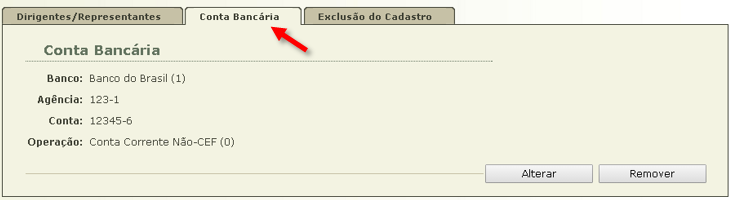 Dirigentes/Representantes Conta Bancária Exclusão do Cadastro
Conta Bancária
Banco: Banco do Brasil (1)
Agência: 123-1
Conta: 12345-6
Operação: Conta Corrente Não-CEF (0)
Alterar Remover